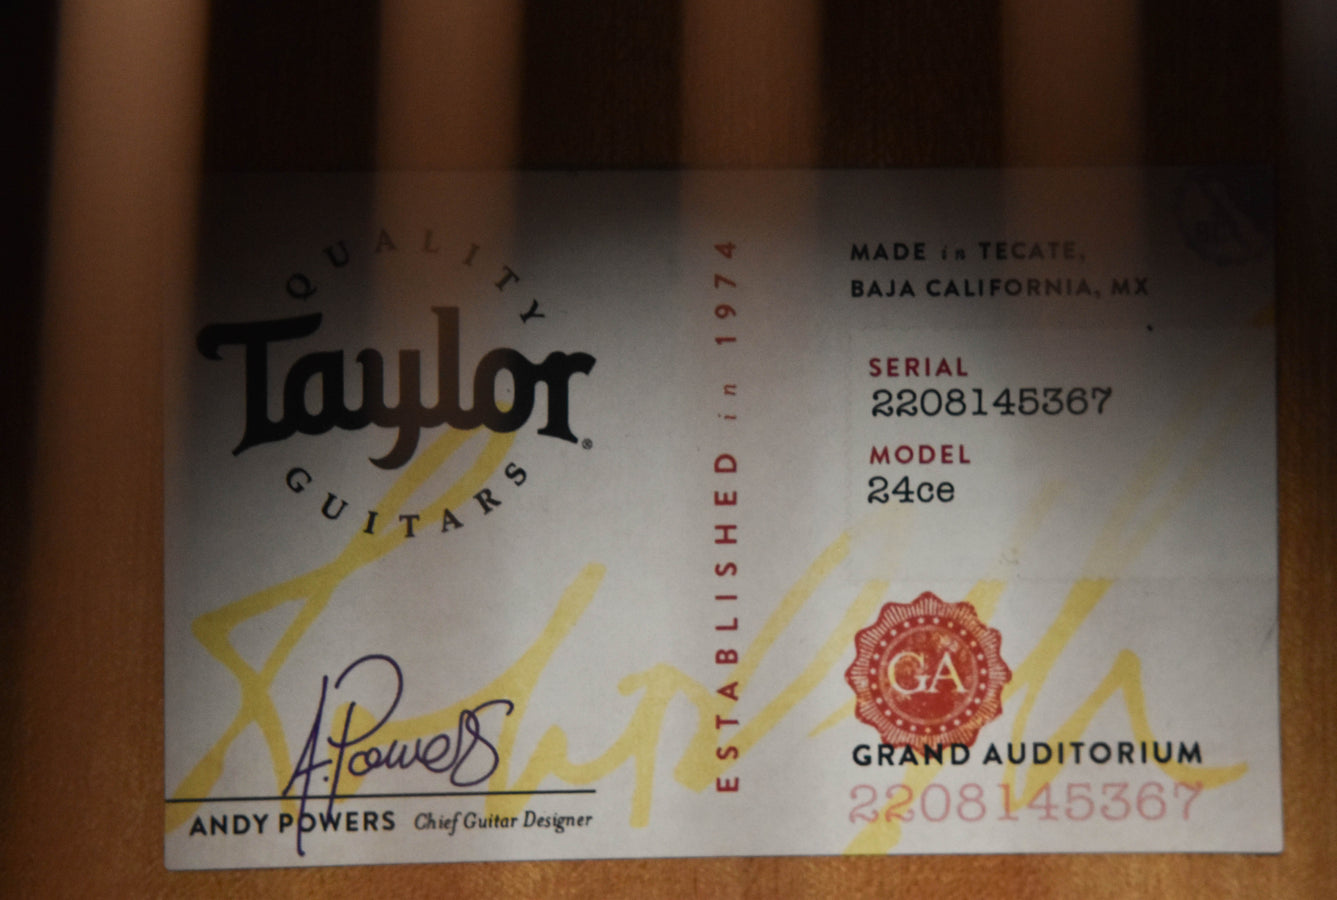 QUALITY
Taylor®
GUITARS
A. Powers
ANDY POWERS Chief Guitar Designer
ESTABLISHED in 1974
MADE in TECATE,
BAJA CALIFORNIA, MX
SERIAL
2208145367
MODEL
24ce
GA
GRAND AUDITORIUM
2208145367